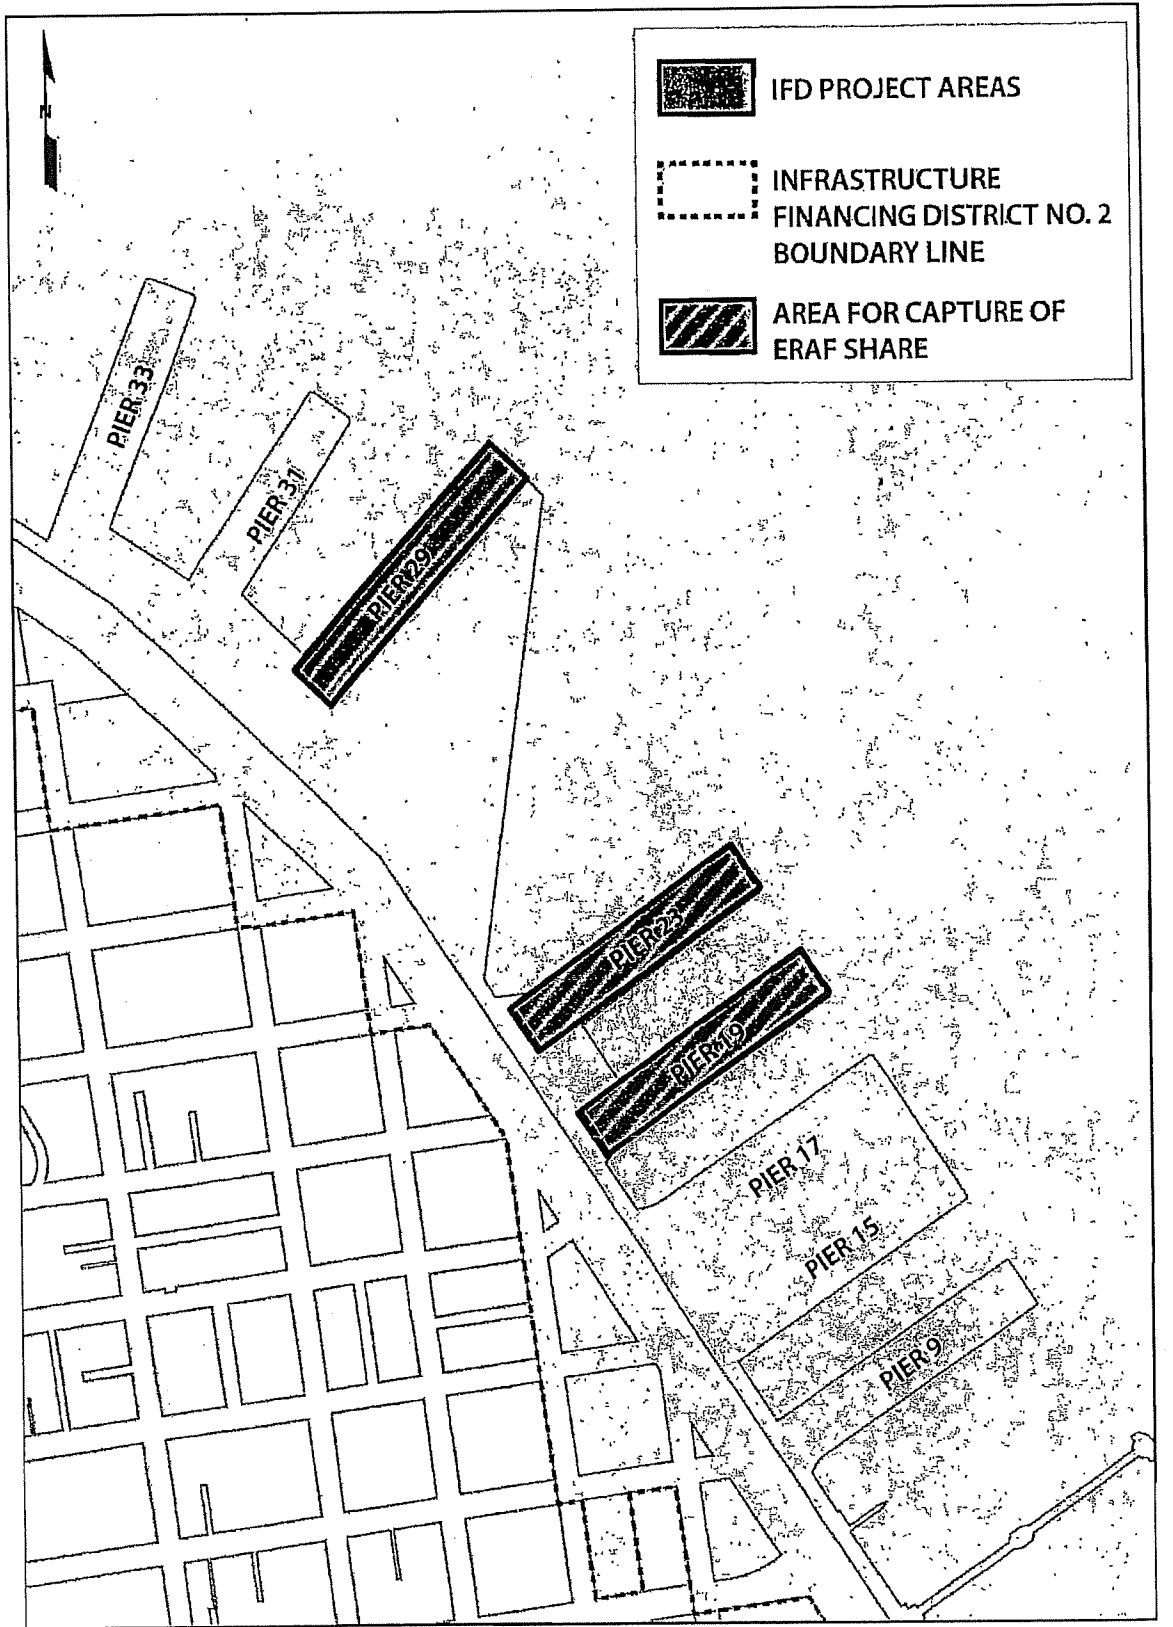 N
IFD PROJECT AREAS
INFRASTRUCTURE
FINANCING DISTRICT NO. 2
BOUNDARY LINE
AREA FOR CAPTURE OF
ERAF SHARE
PIER 33
PIER 31
PIER 29
PIER 23
PIER 19
PIER 17
PIER 15
PIER 9